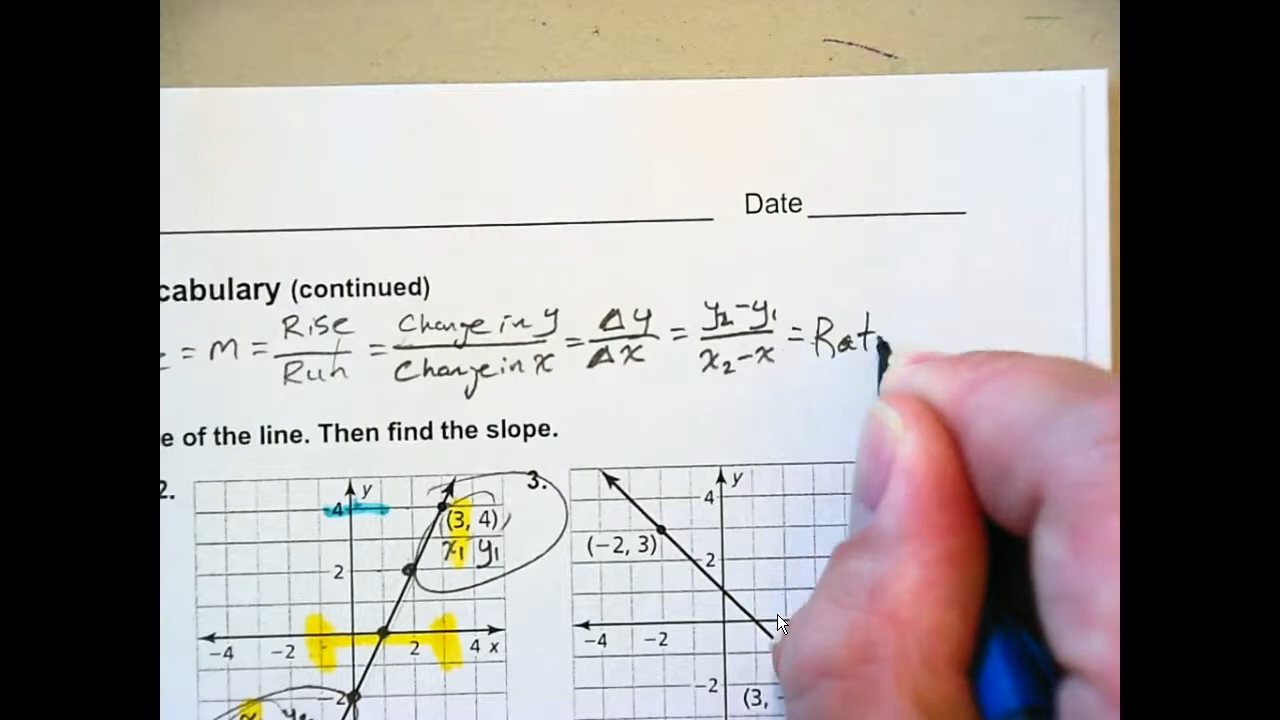 Date
cabulary (continued)
= m = Rise/Run = Change in y/Change in x = Δy/Δx = y₂-y₁/x₂-x = Rat
e of the line. Then find the slope.
2.
y
4
(3, 4)
x₁ y₁
2
-4 -2 2 4 x
-2
3.
y
4
(−2, 3)
2
-4 -2
-2
(3, -